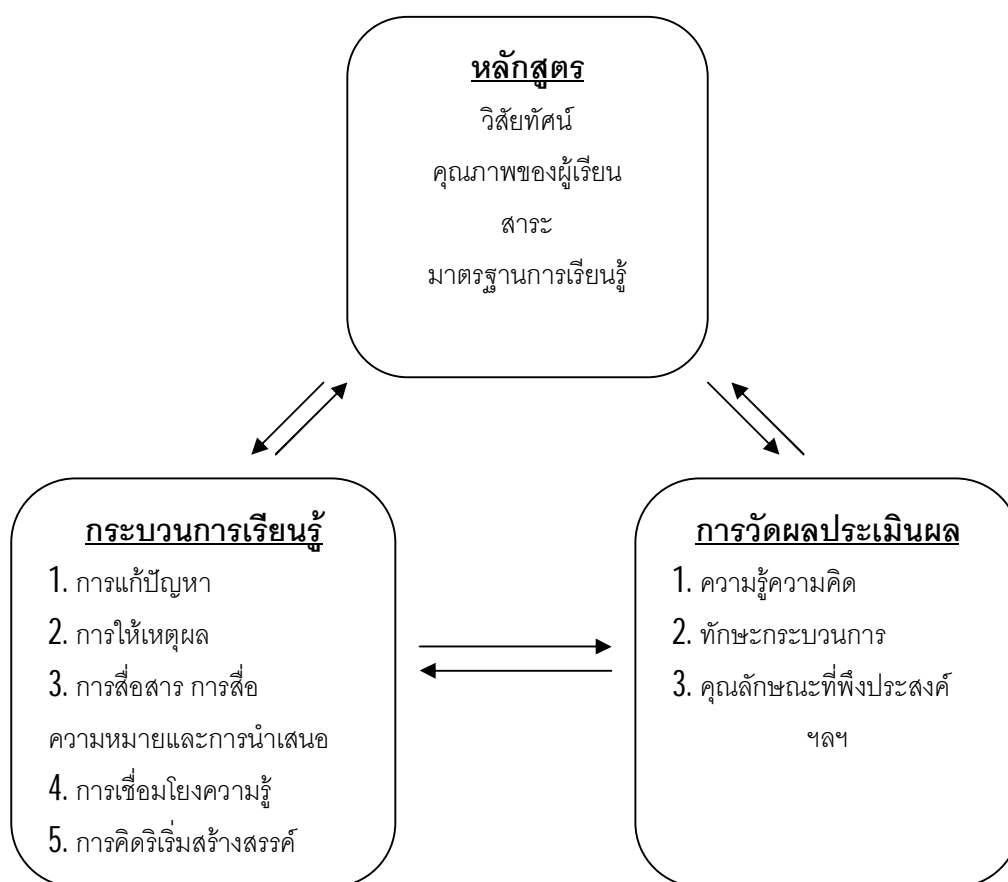 หลักสูตร
วิสัยทัศน์
คุณภาพของผู้เรียน
สาระ
มาตรฐานการเรียนรู้
กระบวนการเรียนรู้
1. การแก้ปัญหา
2. การให้เหตุผล
3. การสื่อสาร การสื่อ
ความหมายและการนำเสนอ
4. การเชื่อมโยงความรู้
5. การคิดริเริ่มสร้างสรรค์
การวัดผลประเมินผล
1. ความรู้ความคิด
2. ทักษะกระบวนการ
3. คุณลักษณะที่พึงประสงค์
ฯลฯ